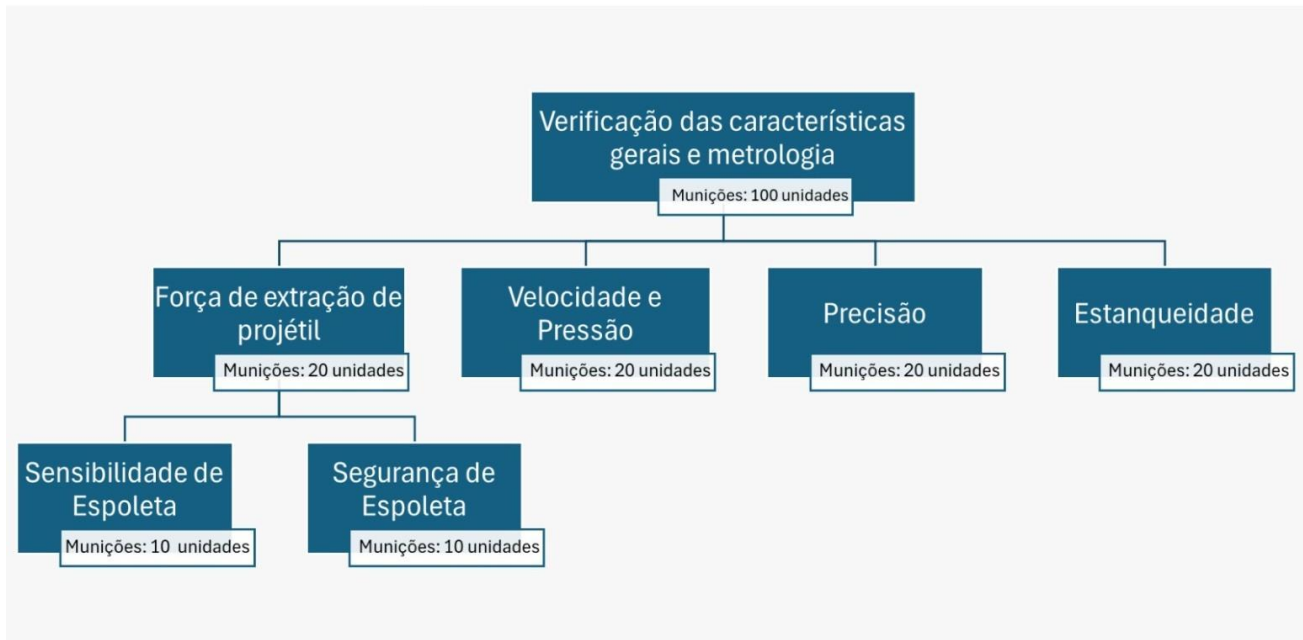 Verificação das características
gerais e metrologia
Munições: 100 unidades
Força de extração de
projétil
Munições: 20 unidades
Velocidade e
Pressão
Munições: 20 unidades
Precisão
Munições: 20 unidades
Estanqueidade
Munições: 20 unidades
Sensibilidade de
Espoleta
Munições: 10 unidades
Segurança de
Espoleta
Munições: 10 unidades